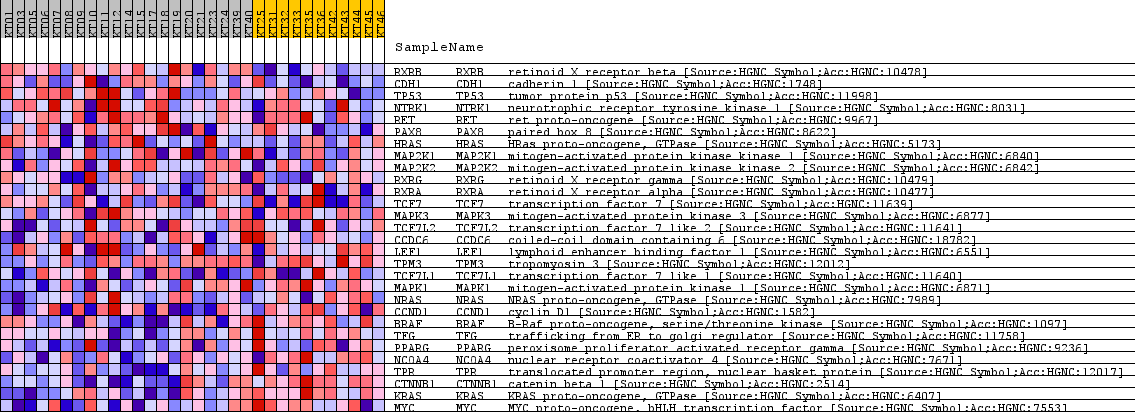 KT01 KT03 KT05 KT06 KT07 KT08 KT09 KT10 KT11 KT12 KT14 KT15 KT17 KT18 KT19 KT20 KT21 KT23 KT24 KT39 KT40 KT25 KT31 KT32 KT33 KT35 KT36 KT42 KT43 KT44 KT45 KT46
SampleName
RXRB RXRB retinoid X receptor beta [Source:HGNC Symbol;Acc:HGNC:10478]
CDH1 CDH1 cadherin 1 [Source:HGNC Symbol;Acc:HGNC:1748]
TP53 TP53 tumor protein p53 [Source:HGNC Symbol;Acc:HGNC:11998]
NTRK1 NTRK1 neurotrophic receptor tyrosine kinase 1 [Source:HGNC Symbol;Acc:HGNC:8031]
RET RET ret proto-oncogene [Source:HGNC Symbol;Acc:HGNC:9967]
PAX8 PAX8 paired box 8 [Source:HGNC Symbol;Acc:HGNC:8622]
HRAS HRAS HRas proto-oncogene, GTPase [Source:HGNC Symbol;Acc:HGNC:5173]
MAP2K1 MAP2K1 mitogen-activated protein kinase kinase 1 [Source:HGNC Symbol;Acc:HGNC:6840]
MAP2K2 MAP2K2 mitogen-activated protein kinase kinase 2 [Source:HGNC Symbol;Acc:HGNC:6842]
RXRG RXRG retinoid X receptor gamma [Source:HGNC Symbol;Acc:HGNC:10479]
RXRA RXRA retinoid X receptor alpha [Source:HGNC Symbol;Acc:HGNC:10477]
TCF7 TCF7 transcription factor 7 [Source:HGNC Symbol;Acc:HGNC:11639]
MAPK3 MAPK3 mitogen-activated protein kinase 3 [Source:HGNC Symbol;Acc:HGNC:6877]
TCF7L2 TCF7L2 transcription factor 7 like 2 [Source:HGNC Symbol;Acc:HGNC:11641]
CCDC6 CCDC6 coiled-coil domain containing 6 [Source:HGNC Symbol;Acc:HGNC:18782]
LEF1 LEF1 lymphoid enhancer binding factor 1 [Source:HGNC Symbol;Acc:HGNC:6551]
TPM3 TPM3 tropomyosin 3 [Source:HGNC Symbol;Acc:HGNC:12012]
TCF7L1 TCF7L1 transcription factor 7 like 1 [Source:HGNC Symbol;Acc:HGNC:11640]
MAPK1 MAPK1 mitogen-activated protein kinase 1 [Source:HGNC Symbol;Acc:HGNC:6871]
NRAS NRAS NRAS proto-oncogene, GTPase [Source:HGNC Symbol;Acc:HGNC:7989]
CCND1 CCND1 cyclin D1 [Source:HGNC Symbol;Acc:HGNC:1582]
BRAF BRAF B-Raf proto-oncogene, serine/threonine kinase [Source:HGNC Symbol;Acc:HGNC:1097]
TFG TFG trafficking from ER to golgi regulator [Source:HGNC Symbol;Acc:HGNC:11758]
PPARG PPARG peroxisome proliferator activated receptor gamma [Source:HGNC Symbol;Acc:HGNC:9236]
NCOA4 NCOA4 nuclear receptor coactivator 4 [Source:HGNC Symbol;Acc:HGNC:7671]
TPR TPR translocated promoter region, nuclear basket protein [Source:HGNC Symbol;Acc:HGNC:12017]
CTNNB1 CTNNB1 catenin beta 1 [Source:HGNC Symbol;Acc:HGNC:2514]
KRAS KRAS KRAS proto-oncogene, GTPase [Source:HGNC Symbol;Acc:HGNC:6407]
MYC MYC MYC proto-oncogene, bHLH transcription factor [Source:HGNC Symbol;Acc:HGNC:7553]